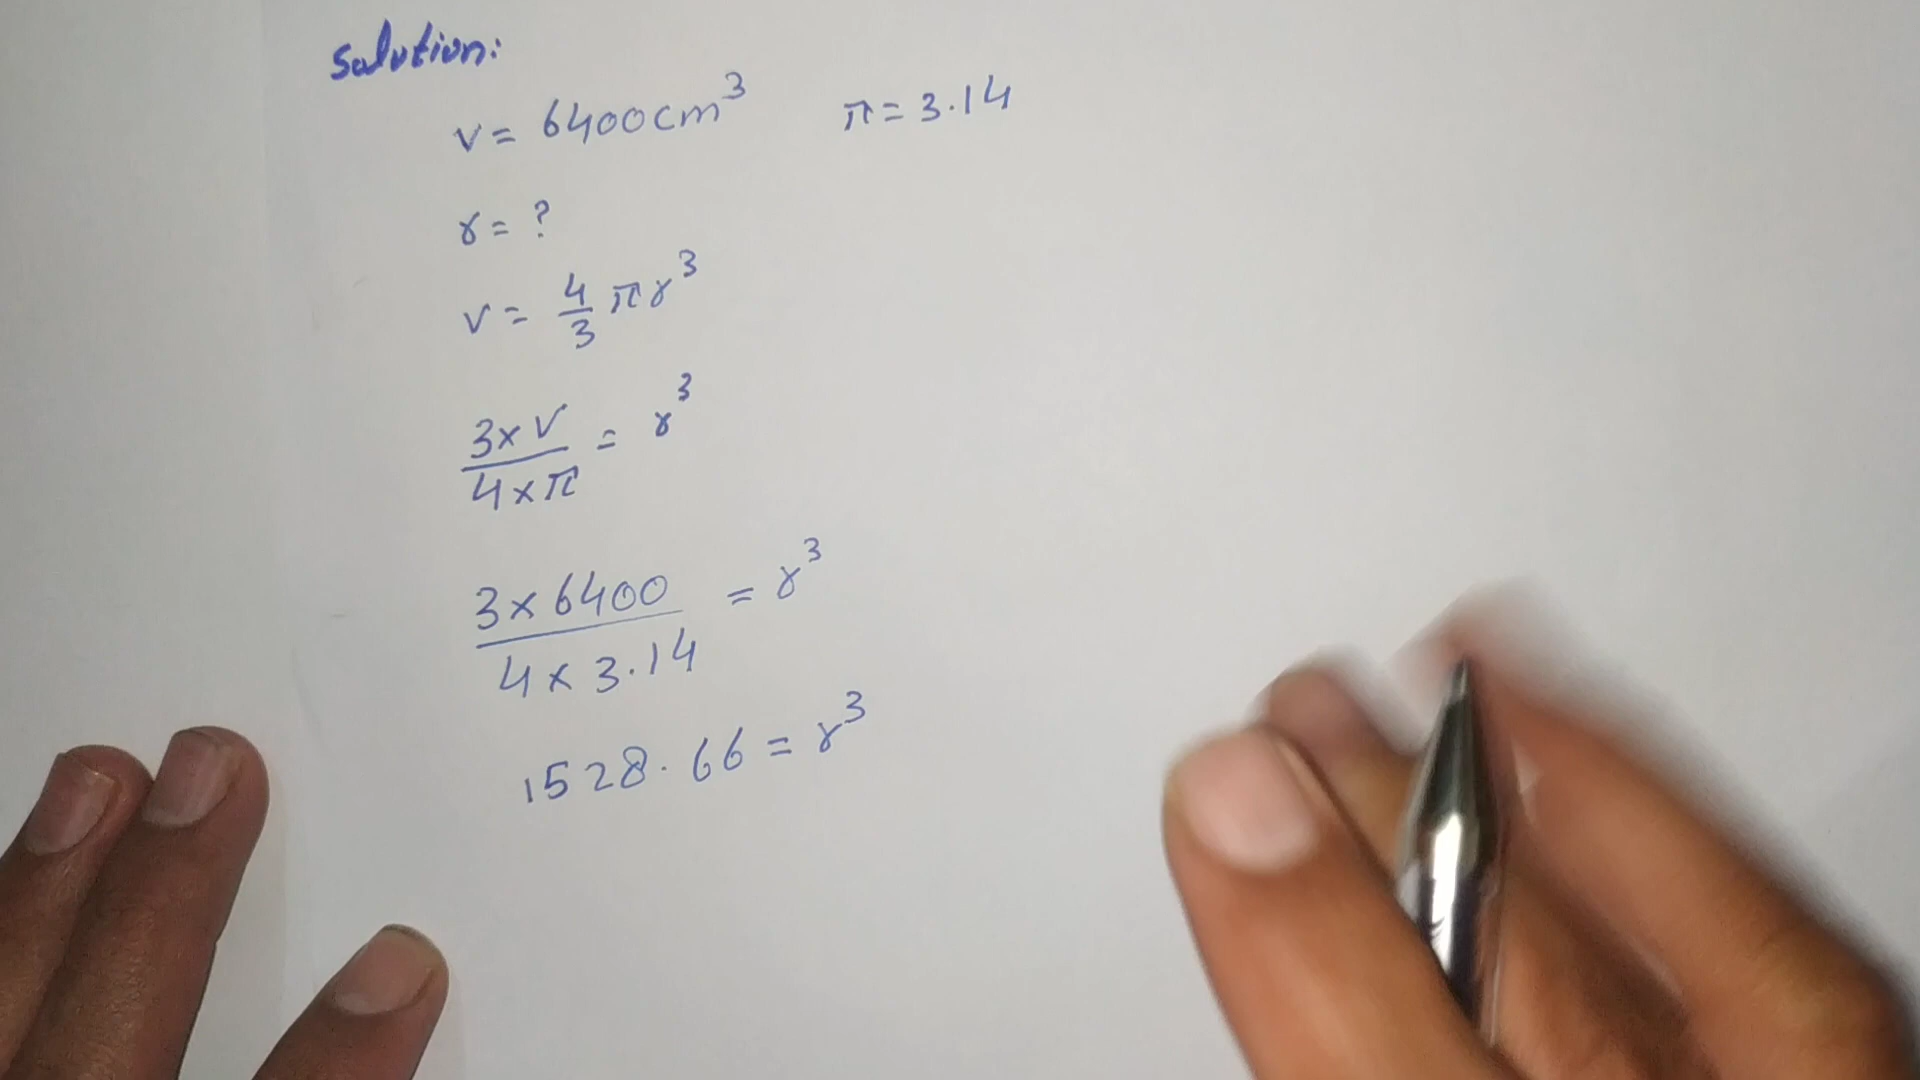 Solution:
v = 6400cm³ π = 3.14
r = ?
v = 4/3 πr³
3×v/4×π = r³
3×6400/4×3.14 = r³
1528.66 = r³